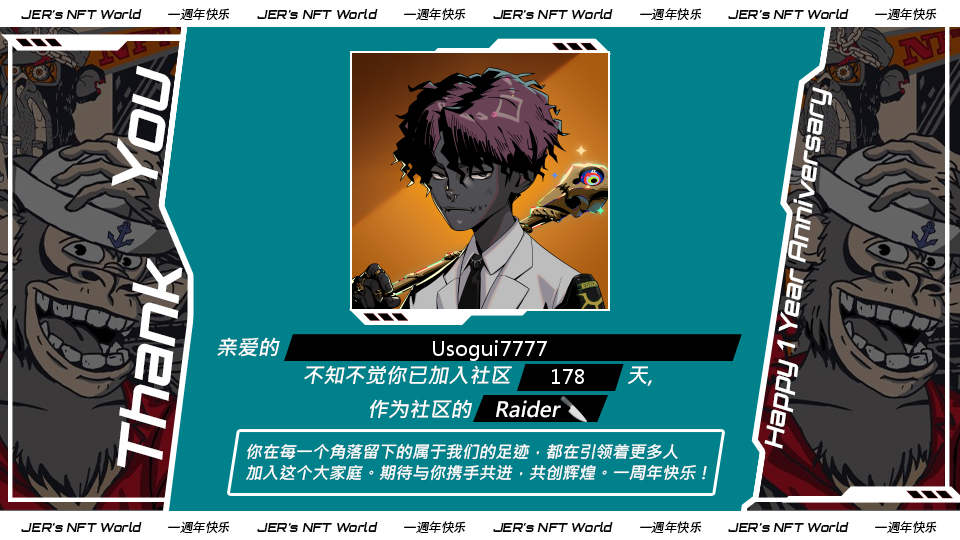 JER's NFT World 一週年快乐 JER's NFT World 一週年快乐 JER's NFT World 一週年快乐 JER's NFT World 一週年快乐
Thank You
亲爱的 Usogui7777
不知不觉你已加入社区 178 天,
作为社区的 Raider
你在每一个角落留下的属于我们的足迹，都在引领着更多人
加入这个大家庭。期待与你携手共进，共创辉煌。一周年快乐！
Happy 1 Year Anniversary
JER's NFT World 一週年快乐 JER's NFT World 一週年快乐 JER's NFT World 一週年快乐 JER's NFT World 一週年快乐